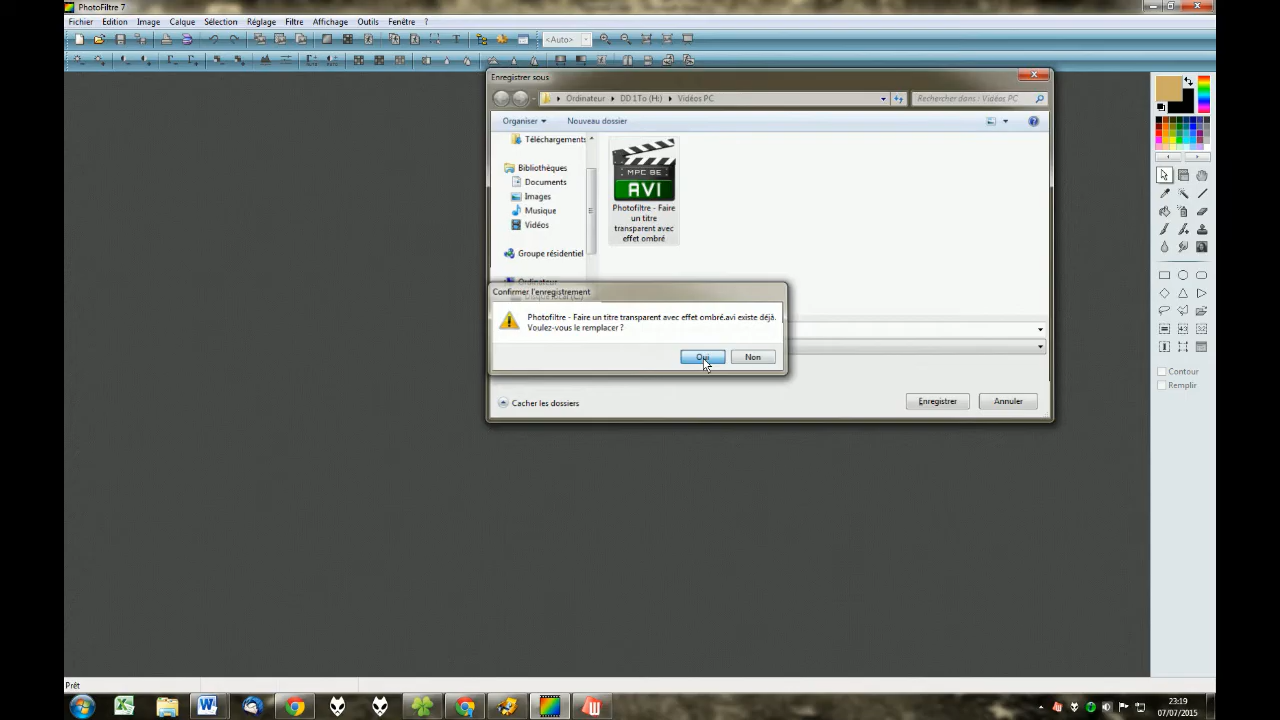 PhotoFiltre 7
Fichier Edition Image Calque Sélection Réglage Filtre Affichage Outils Fenêtre ?
<Auto>
Enregistrer sous
Ordinateur DD 1To (H:) Vidéos PC
Rechercher dans : Vidéos PC
Organiser Nouveau dossier
Téléchargements
Bibliothèques
Documents
Images
Musique
Vidéos
Groupe résidentiel
Ordinateur
MPC BE
AVI
Photofiltre - Faire
un titre
transparent avec
effet ombré
Confirmer l'enregistrement
Photofiltre - Faire un titre transparent avec effet ombré.avi existe déjà.
Voulez-vous le remplacer ?
Oui Non
Cacher les dossiers
Enregistrer Annuler
Contour
Remplir
Prêt
23:19
07/07/2015